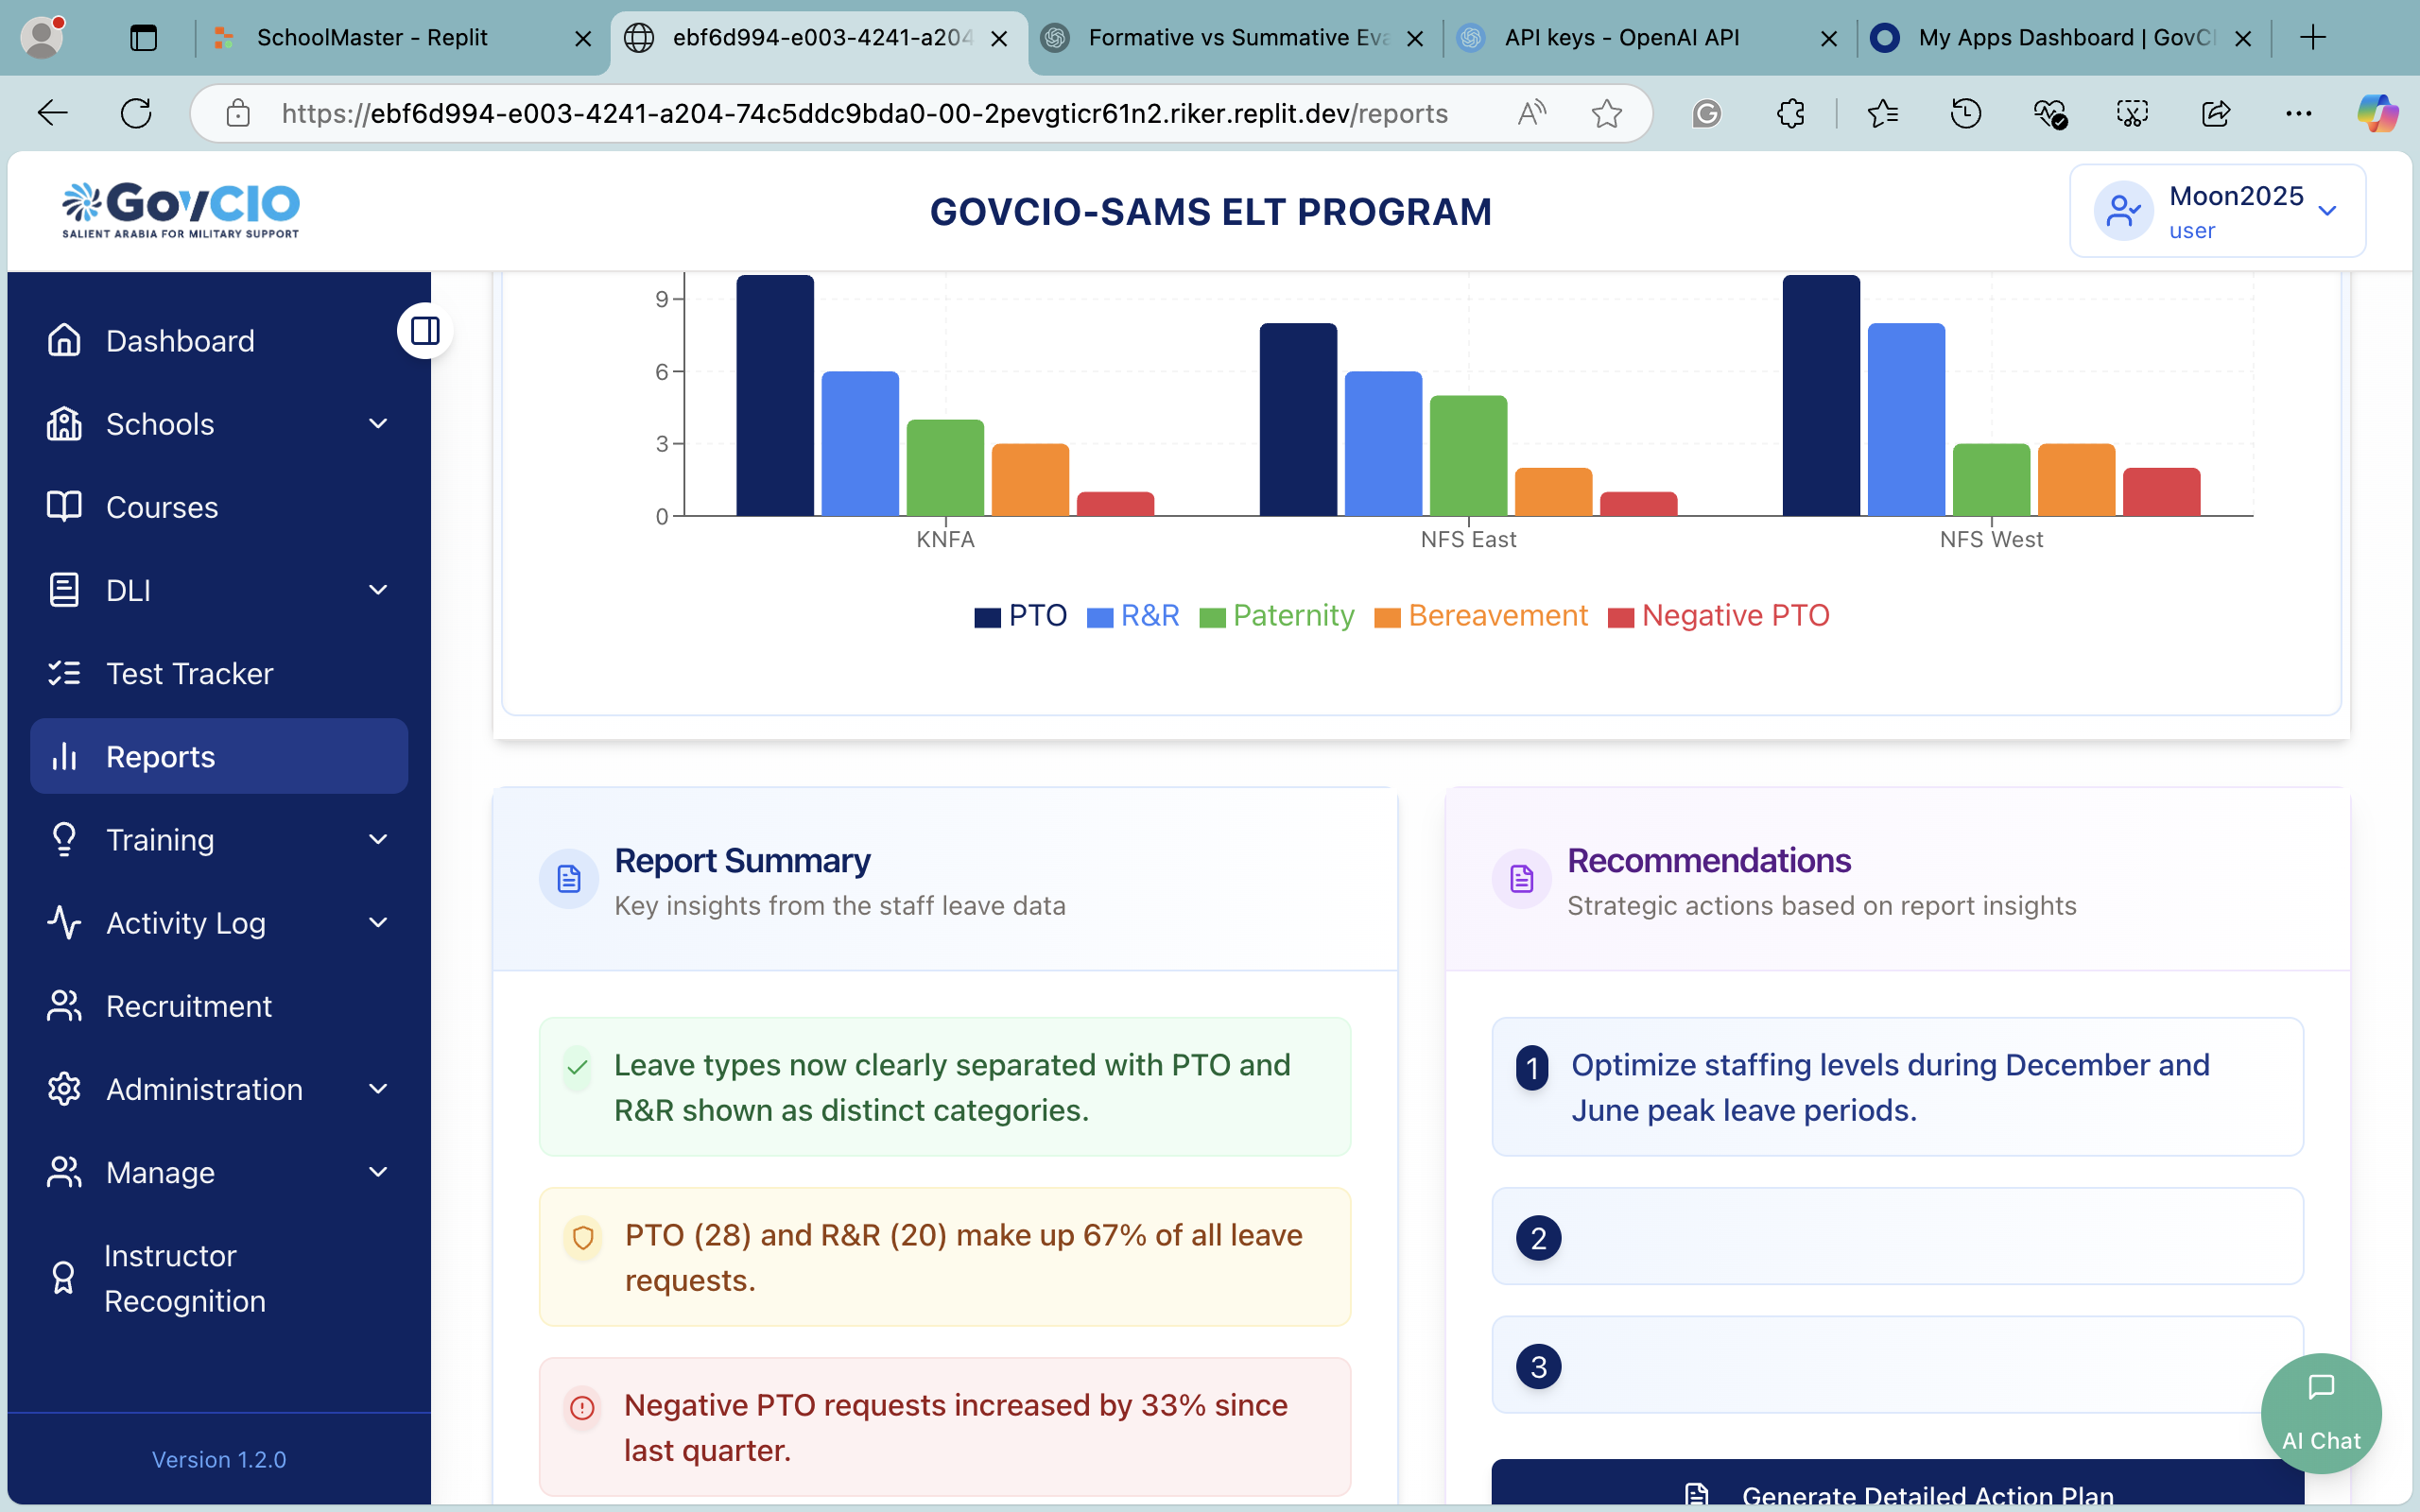 SchoolMaster - Replit
ebf6d994-e003-4241-a204
Formative vs Summative Eva
API keys - OpenAI API
My Apps Dashboard | GovCI
https://ebf6d994-e003-4241-a204-74c5ddc9bda0-00-2pevgticr61n2.riker.replit.dev/reports
GovCIO
SALIENT ARABIA FOR MILITARY SUPPORT
GOVCIO-SAMS ELT PROGRAM
Moon2025
user
Dashboard
Schools
Courses
DLI
Test Tracker
Reports
Training
Activity Log
Recruitment
Administration
Manage
Instructor
Recognition
Version 1.2.0
9
6
3
0
KNFA NFS East NFS West
PTO R&R Paternity Bereavement Negative PTO
Report Summary
Key insights from the staff leave data
Leave types now clearly separated with PTO and
R&R shown as distinct categories.
PTO (28) and R&R (20) make up 67% of all leave
requests.
Negative PTO requests increased by 33% since
last quarter.
Recommendations
Strategic actions based on report insights
1 Optimize staffing levels during December and
June peak leave periods.
2
3
Generate Detailed Action Plan
AI Chat